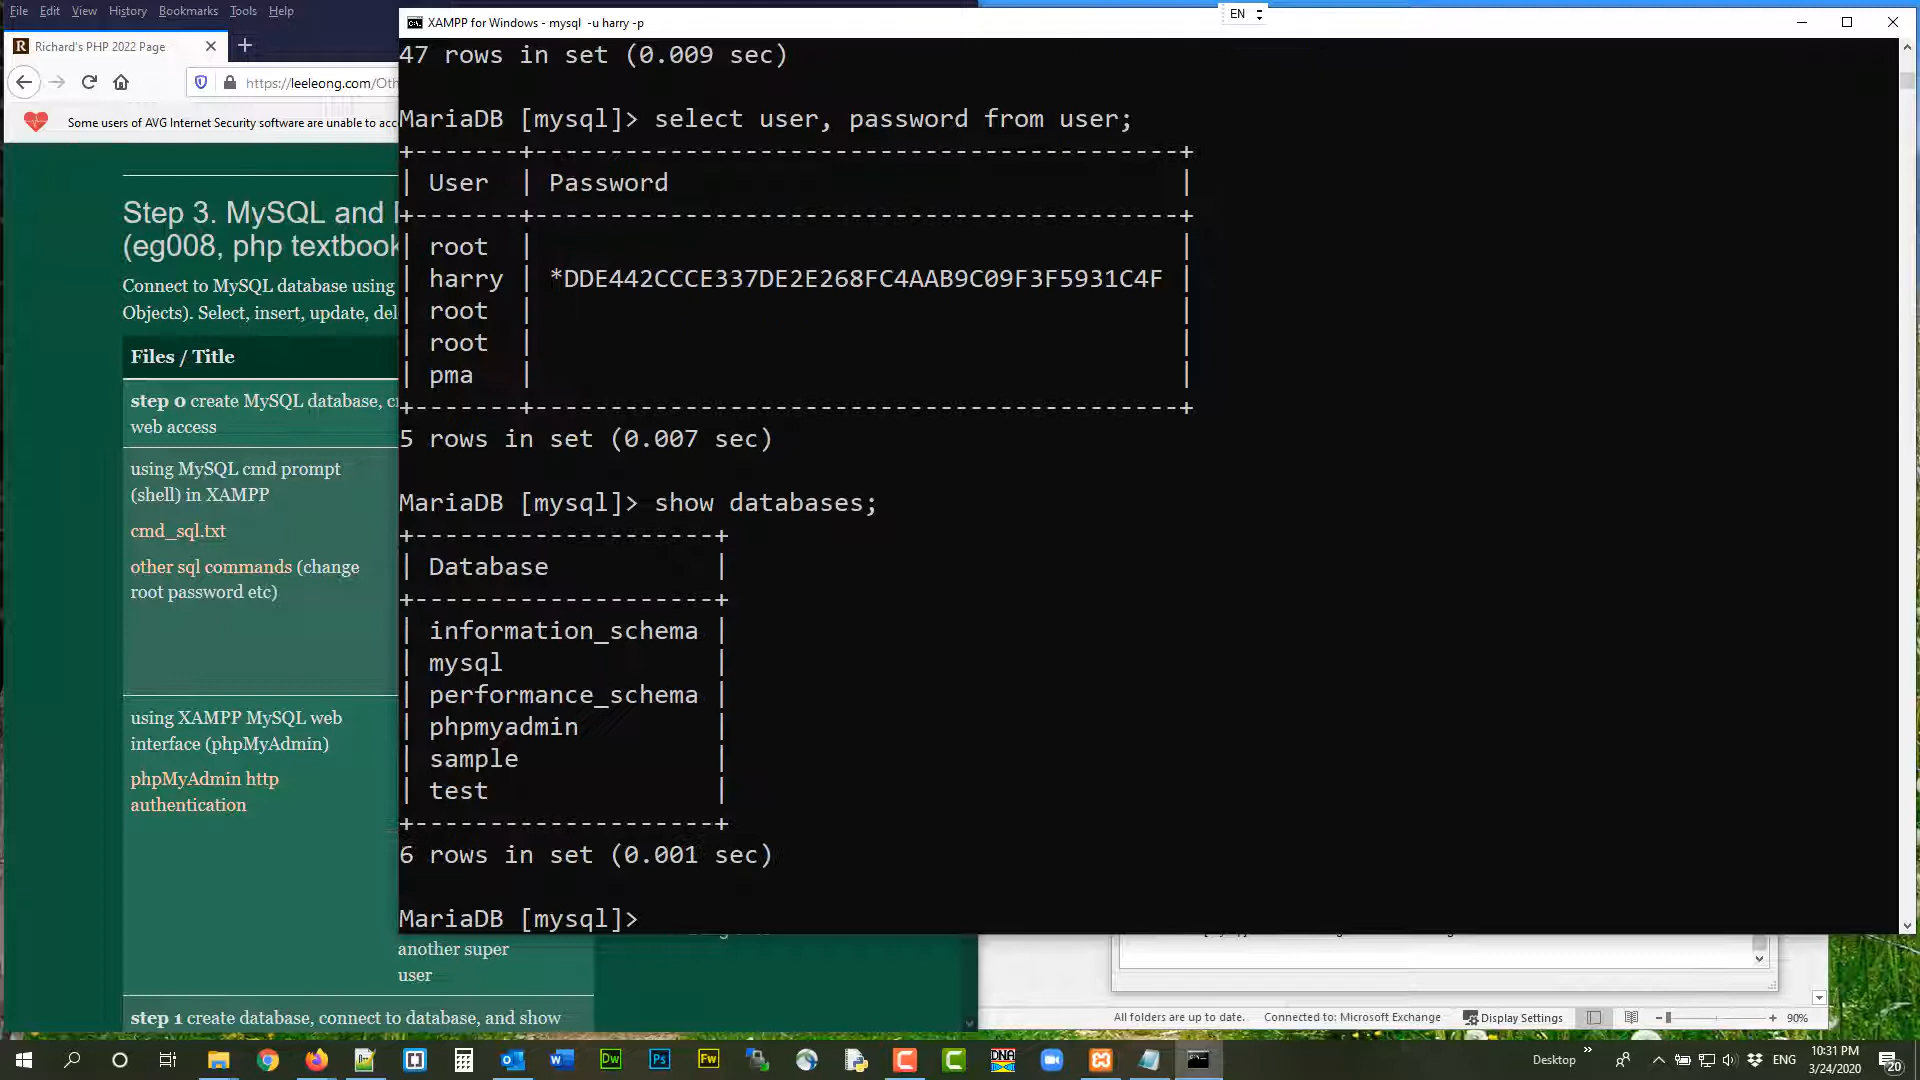 File Edit View History Bookmarks Tools Help
Richard's PHP 2022 Page
https://leeleong.com/Oth
Some users of AVG Internet Security software are unable to acc
Step 3. MySQL and
(eg008, php textbook
Connect to MySQL database using
Objects). Select, insert, update, del
Files / Title
step 0 create MySQL database, c
web access
using MySQL cmd prompt
(shell) in XAMPP
cmd_sql.txt
other sql commands (change
root password etc)
using XAMPP MySQL web
interface (phpMyAdmin)
phpMyAdmin http
authentication
another super
user
step 1 create database, connect to database, and show
XAMPP for Windows - mysql -u harry -p
EN
47 rows in set (0.009 sec)
MariaDB [mysql]> select user, password from user;
+-------+-------------------------------------------+
| User | Password |
+-------+-------------------------------------------+
| root | |
| harry | *DDE442CCCE337DE2E268FC4AAB9C09F3F5931C4F |
| root | |
| root | |
| pma | |
+-------+-------------------------------------------+
5 rows in set (0.007 sec)
MariaDB [mysql]> show databases;
+--------------------+
| Database |
+--------------------+
| information_schema |
| mysql |
| performance_schema |
| phpmyadmin |
| sample |
| test |
+--------------------+
6 rows in set (0.001 sec)
MariaDB [mysql]>
All folders are up to date. Connected to: Microsoft Exchange Display Settings 90%
Desktop ENG 10:31 PM
3/24/2020
20